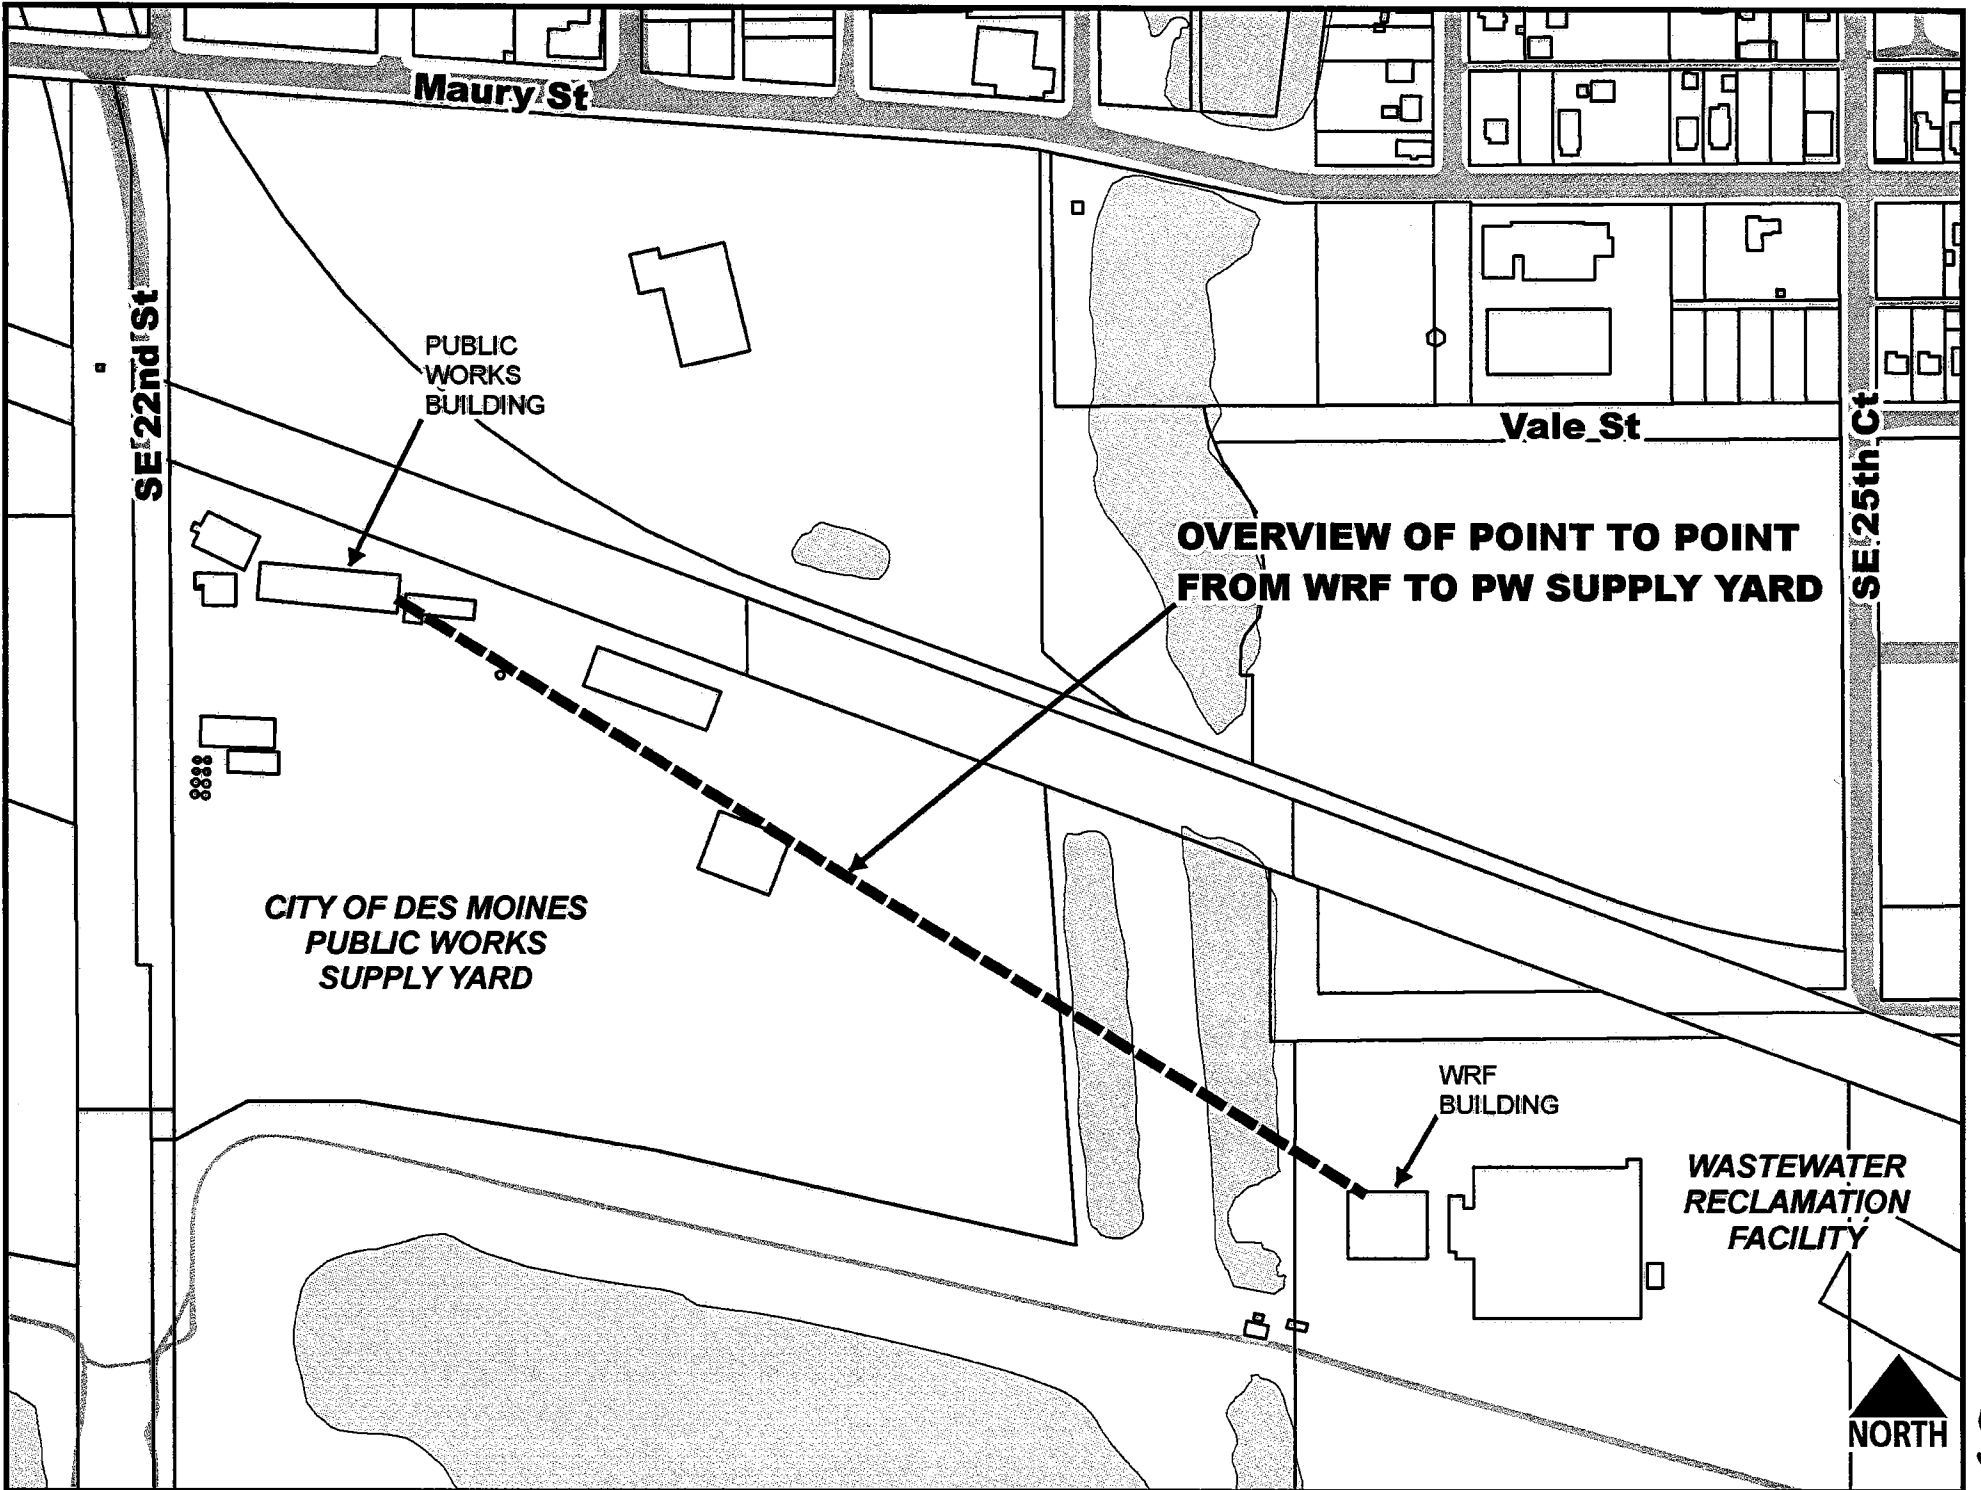 Maury St
SE 22nd St
PUBLIC
WORKS
BUILDING
Vale St
SE 25th Ct
OVERVIEW OF POINT TO POINT
FROM WRF TO PW SUPPLY YARD
CITY OF DES MOINES
PUBLIC WORKS
SUPPLY YARD
WRF
BUILDING
WASTEWATER
RECLAMATION
FACILITY
NORTH